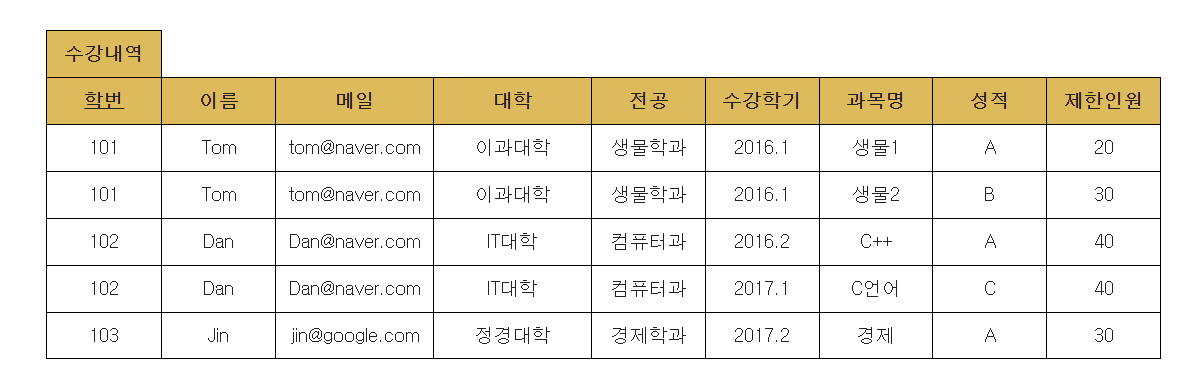 수강내역
학번 이름 메일 대학 전공 수강학기 과목명 성적 제한인원
101 Tom tom@naver.com 이과대학 생물학과 2016.1 생물1 A 20
101 Tom tom@naver.com 이과대학 생물학과 2016.1 생물2 B 30
102 Dan Dan@naver.com IT대학 컴퓨터과 2016.2 C++ A 40
102 Dan Dan@naver.com IT대학 컴퓨터과 2017.1 C언어 C 40
103 Jin jin@google.com 정경대학 경제학과 2017.2 경제 A 30